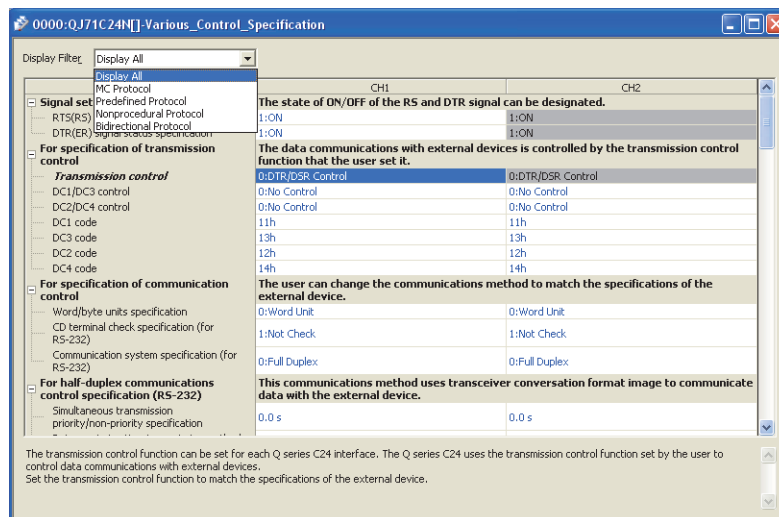 0000:QJ71C24N[]-Various_Control_Specification
Display Filter Display All
Display All
MC Protocol
Predefined Protocol
Nonprocedural Protocol
Bidirectional Protocol
CH1 CH2
Signal set The state of ON/OFF of the RS and DTR signal can be designated.
RTS(RS) 1:ON 1:ON
DTR(ER) signal status specification 1:ON 1:ON
For specification of transmission control The data communications with external devices is controlled by the transmission control function that the user set it.
Transmission control 0:DTR/DSR Control 0:DTR/DSR Control
DC1/DC3 control 0:No Control 0:No Control
DC2/DC4 control 0:No Control 0:No Control
DC1 code 11h 11h
DC3 code 13h 13h
DC2 code 12h 12h
DC4 code 14h 14h
For specification of communication control The user can change the communications method to match the specifications of the external device.
Word/byte units specification 0:Word Unit 0:Word Unit
CD terminal check specification (for RS-232) 1:Not Check 1:Not Check
Communication system specification (for RS-232) 0:Full Duplex 0:Full Duplex
For half-duplex communications control specification (RS-232) This communications method uses transceiver conversation format image to communicate data with the external device.
Simultaneous transmission priority/non-priority specification 0.0 s 0.0 s
The transmission control function can be set for each Q series C24 interface. The Q series C24 uses the transmission control function set by the user to
control data communications with external devices.
Set the transmission control function to match the specifications of the external device.